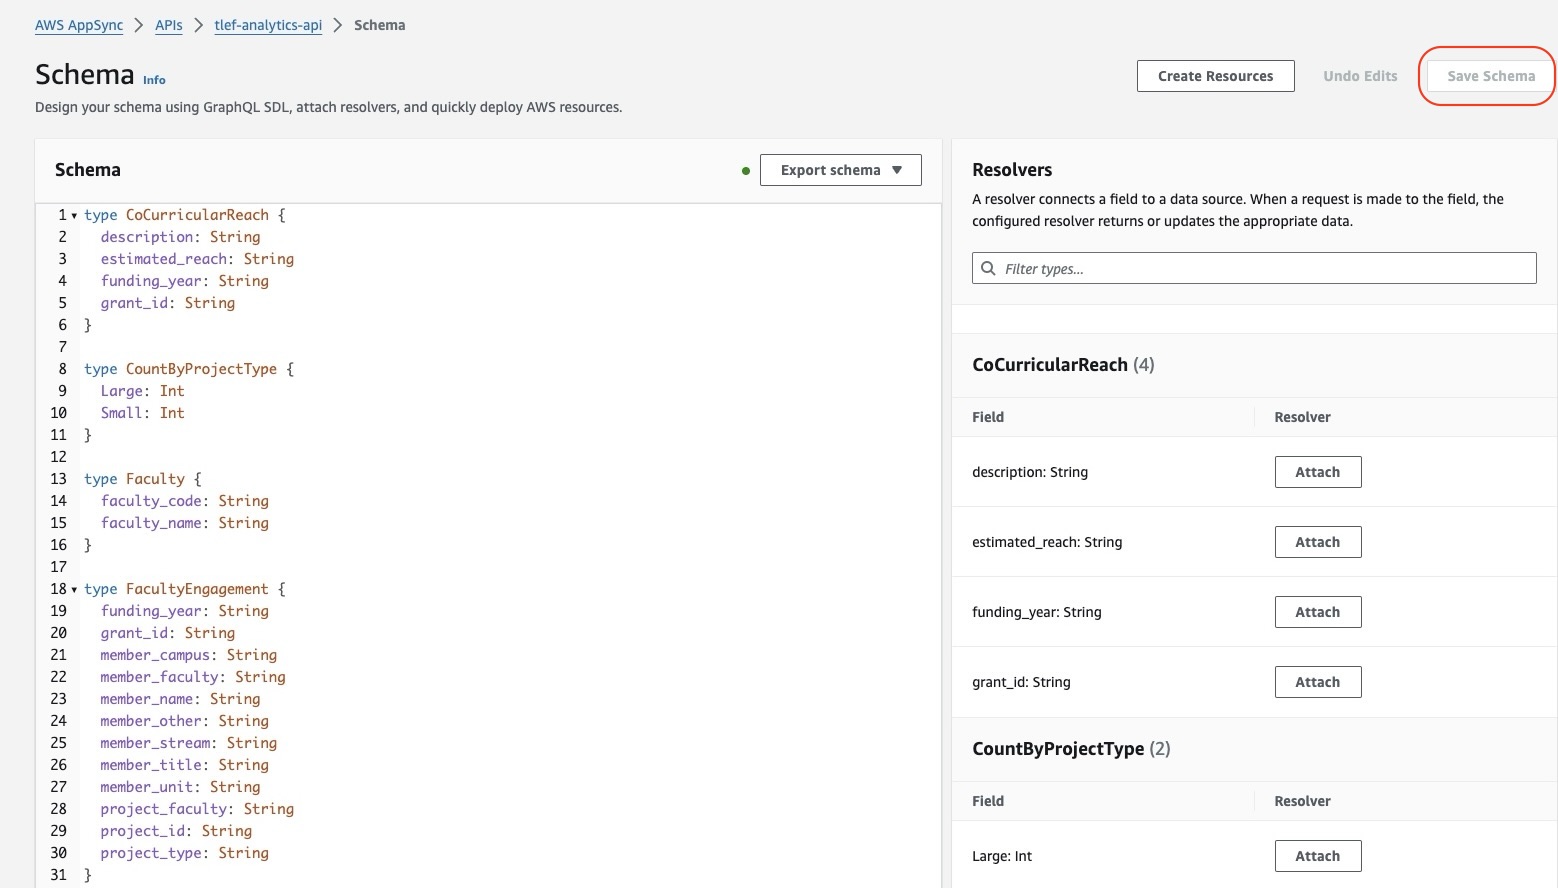 AWS AppSync > APIs > tlef-analytics-api > Schema
Schema Info
Create Resources Undo Edits Save Schema
Design your schema using GraphQL SDL, attach resolvers, and quickly deploy AWS resources.
Schema
Export schema ▼
1 ▾ type CoCurricularReach {
2 description: String
3 estimated_reach: String
4 funding_year: String
5 grant_id: String
6 }
7
8 type CountByProjectType {
9 Large: Int
10 Small: Int
11 }
12
13 type Faculty {
14 faculty_code: String
15 faculty_name: String
16 }
17
18 ▾ type FacultyEngagement {
19 funding_year: String
20 grant_id: String
21 member_campus: String
22 member_faculty: String
23 member_name: String
24 member_other: String
25 member_stream: String
26 member_title: String
27 member_unit: String
28 project_faculty: String
29 project_id: String
30 project_type: String
31 }
Resolvers
A resolver connects a field to a data source. When a request is made to the field, the
configured resolver returns or updates the appropriate data.
Filter types...
CoCurricularReach (4)
Field Resolver
description: String Attach
estimated_reach: String Attach
funding_year: String Attach
grant_id: String Attach
CountByProjectType (2)
Field Resolver
Large: Int Attach